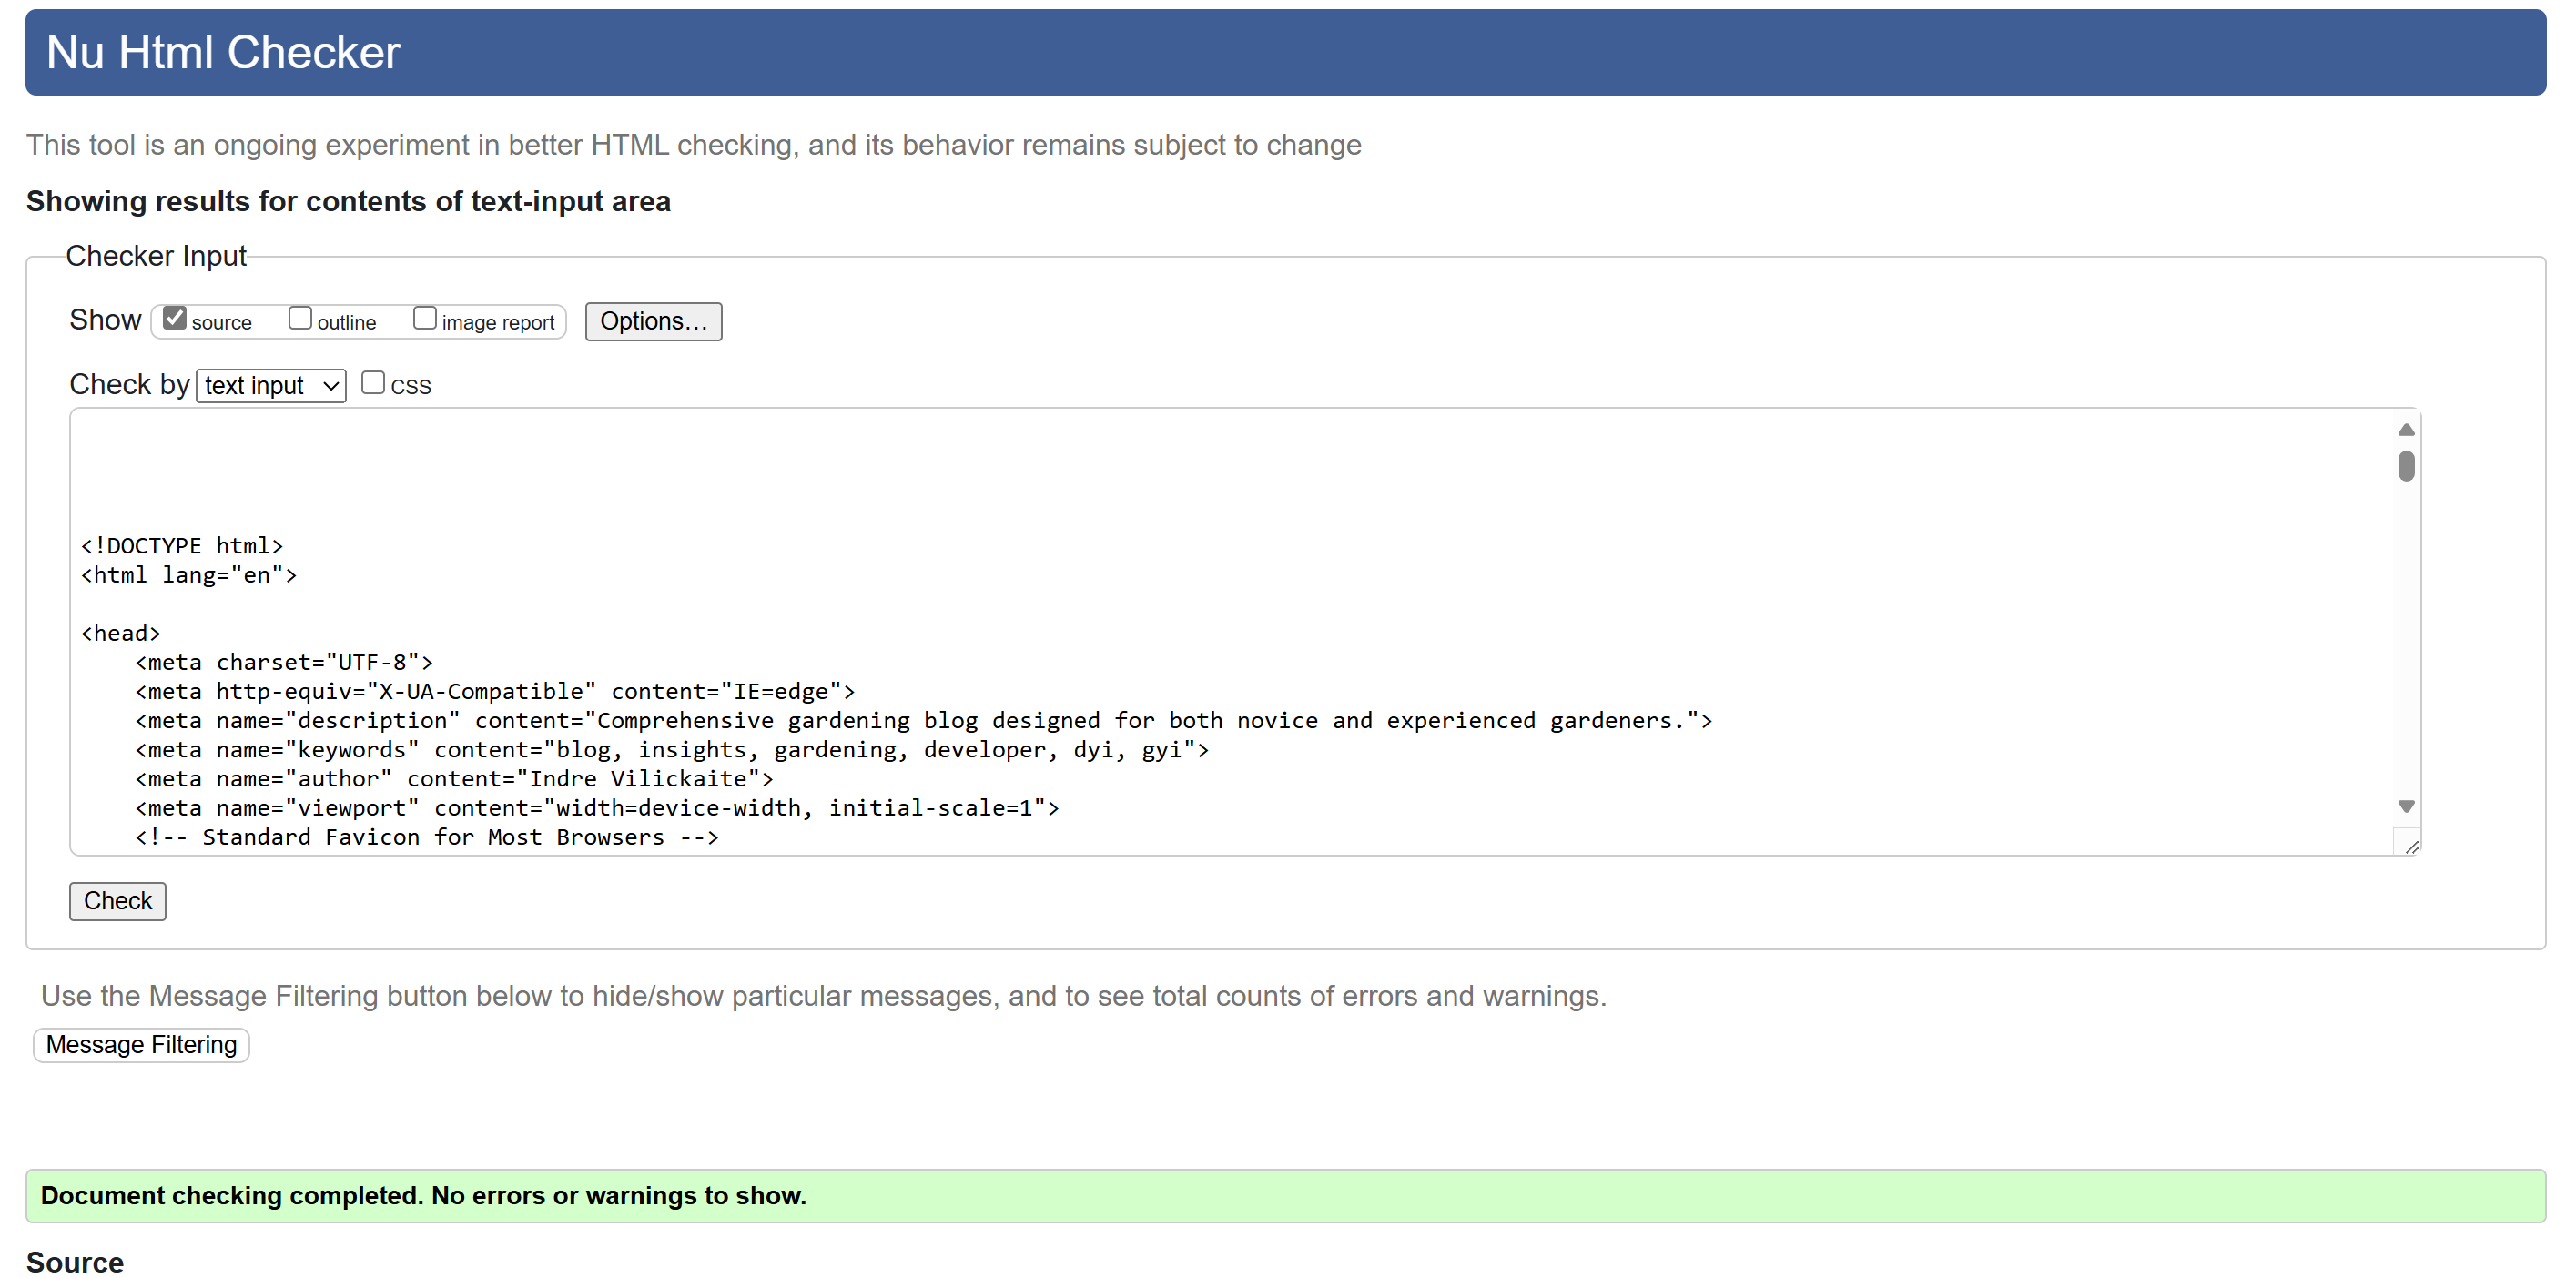 Nu Html Checker
This tool is an ongoing experiment in better HTML checking, and its behavior remains subject to change
Showing results for contents of text-input area
Checker Input
Show source outline image report Options…
Check by text input CSS
<!DOCTYPE html>
<html lang="en">
<head>
<meta charset="UTF-8">
<meta http-equiv="X-UA-Compatible" content="IE=edge">
<meta name="description" content="Comprehensive gardening blog designed for both novice and experienced gardeners.">
<meta name="keywords" content="blog, insights, gardening, developer, dyi, gyi">
<meta name="author" content="Indre Vilickaite">
<meta name="viewport" content="width=device-width, initial-scale=1">
<!-- Standard Favicon for Most Browsers -->
Check
Use the Message Filtering button below to hide/show particular messages, and to see total counts of errors and warnings.
Message Filtering
Document checking completed. No errors or warnings to show.
Source